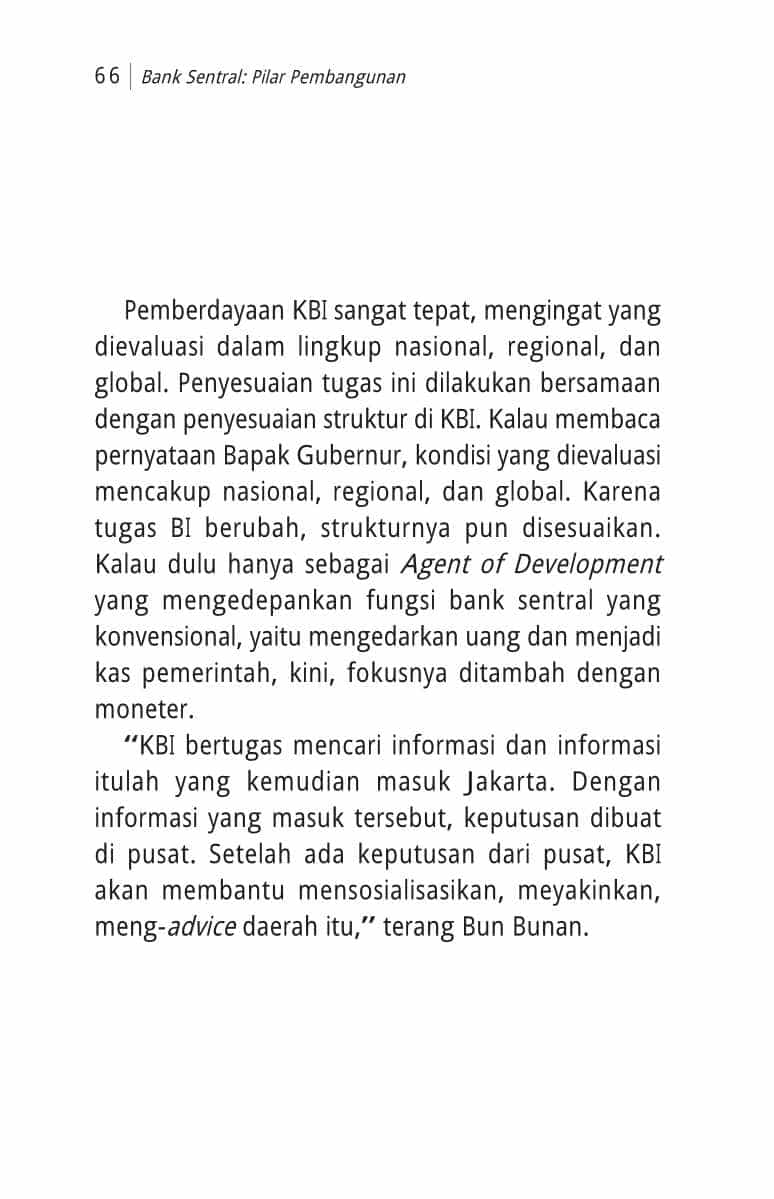 66 | Bank Sentral: Pilar Pembangunan
Pemberdayaan KBI sangat tepat, mengingat yang
dievaluasi dalam lingkup nasional, regional, dan
global. Penyesuaian tugas ini dilakukan bersamaan
dengan penyesuaian struktur di KBI. Kalau membaca
pernyataan Bapak Gubernur, kondisi yang dievaluasi
mencakup nasional, regional, dan global. Karena
tugas BI berubah, strukturnya pun disesuaikan.
Kalau dulu hanya sebagai Agent of Development
yang mengedepankan fungsi bank sentral yang
konvensional, yaitu mengedarkan uang dan menjadi
kas pemerintah, kini, fokusnya ditambah dengan
moneter.
“KBI bertugas mencari informasi dan informasi
itulah yang kemudian masuk Jakarta. Dengan
informasi yang masuk tersebut, keputusan dibuat
di pusat. Setelah ada keputusan dari pusat, KBI
akan membantu mensosialisasikan, meyakinkan,
meng-advice daerah itu,” terang Bun Bunan.